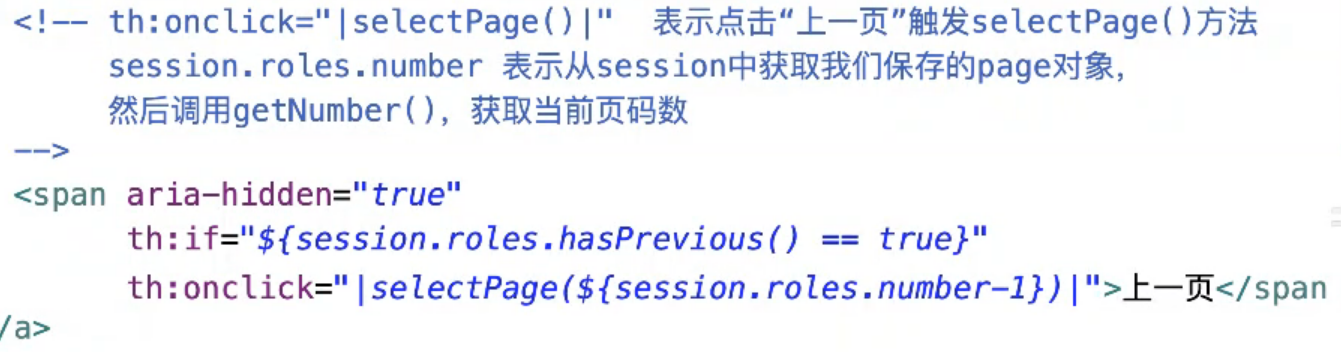 <!-- th:onclick="|selectPage()|"  表示点击“上一页”触发selectPage()方法
session.roles.number 表示从session中获取我们保存的page对象,
然后调用getNumber(), 获取当前页码数
-->
<span aria-hidden="true"
th:if="${session.roles.hasPrevious() == true}"
th:onclick="|selectPage(${session.roles.number-1})|">上一页</span
/a>